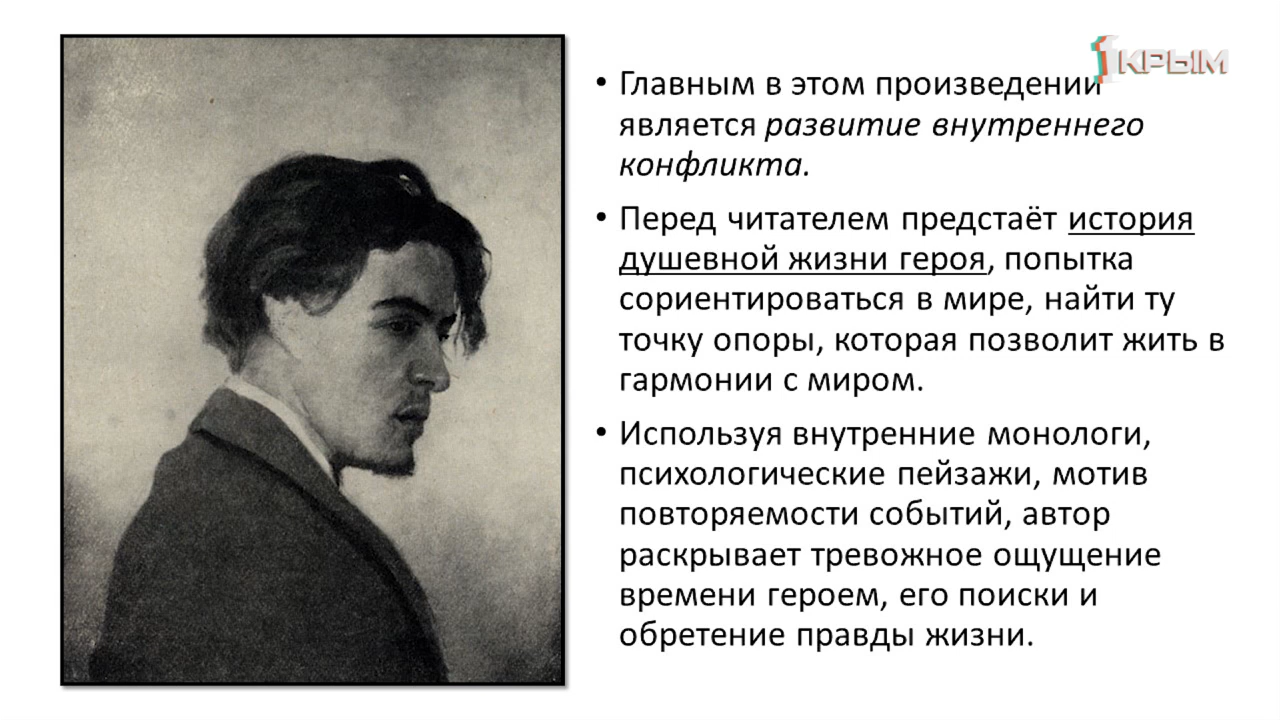 1 КРЫМ
• Главным в этом произведении
является развитие внутреннего
конфликта.
• Перед читателем предстаёт история
душевной жизни героя, попытка
сориентироваться в мире, найти ту
точку опоры, которая позволит жить в
гармонии с миром.
• Используя внутренние монологи,
психологические пейзажи, мотив
повторяемости событий, автор
раскрывает тревожное ощущение
времени героем, его поиски и
обретение правды жизни.